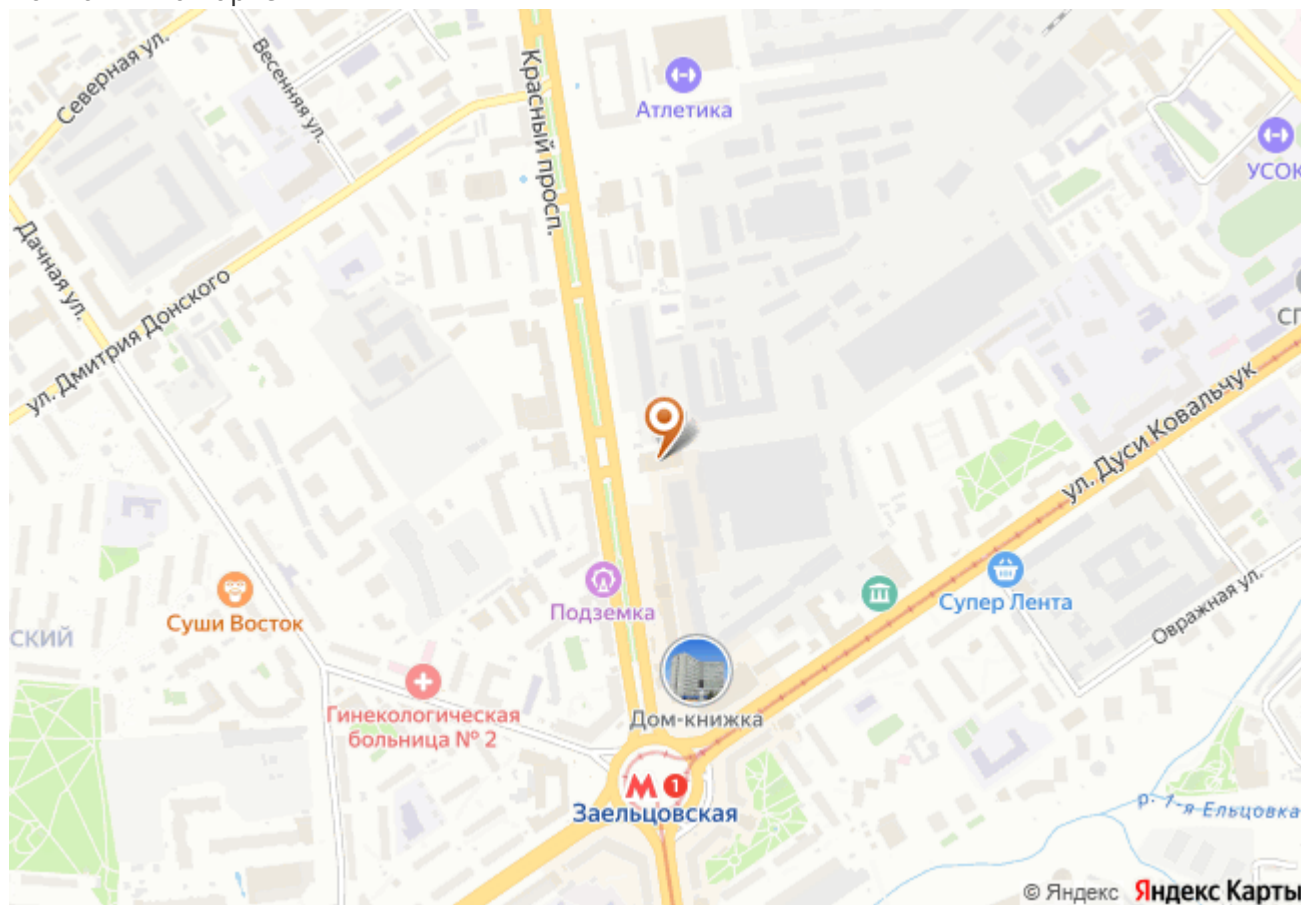 Северная ул.
Весенняя ул.
Красный просп.
Атлетика
УСОК
Дачная ул.
ул. Дмитрия Донского
СГ
ул. Дуси Ковальчук
Суши Восток
Подземка
Супер Лента
Овражная ул.
СКИЙ
Гинекологическая
больница № 2
Дом-книжка
М 1
Заельцовская
р. 1-я Ельцовка
© Яндекс Яндекс Карты